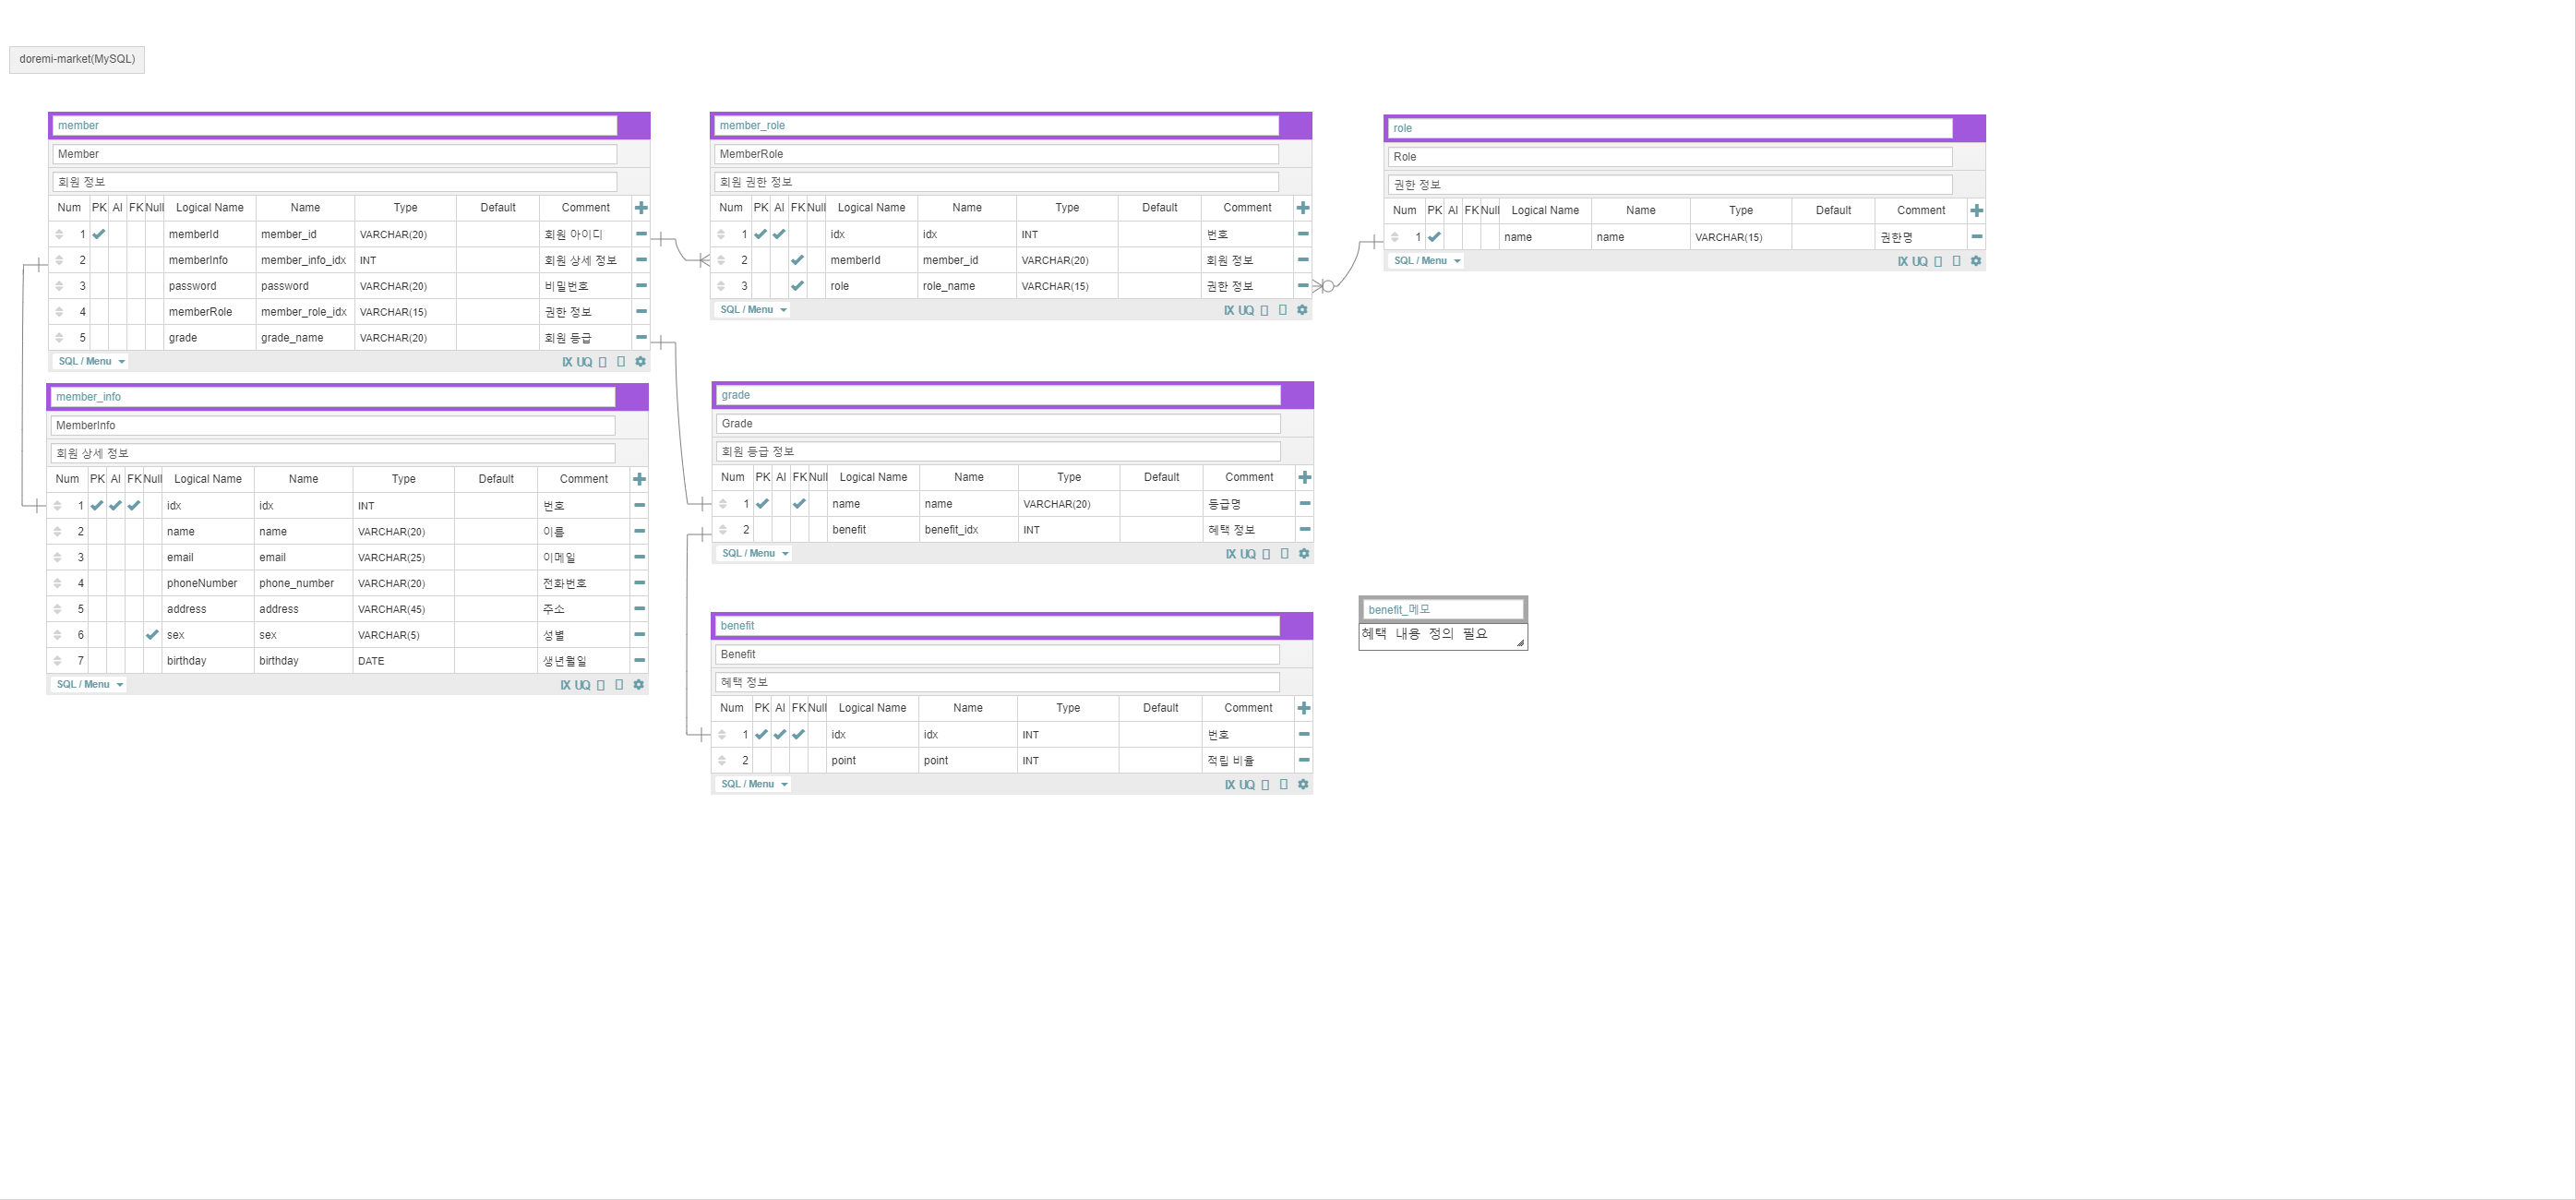 doremi-market(MySQL)
member
Member
회원 정보
Num PK AI FK Null Logical Name Name Type Default Comment
1 memberId member_id VARCHAR(20) 회원 아이디
2 memberInfo member_info_idx INT 회원 상세 정보
3 password password VARCHAR(20) 비밀번호
4 memberRole member_role_idx VARCHAR(15) 권한 정보
5 grade grade_name VARCHAR(20) 회원 등급
SQL / Menu IX UQ
member_role
MemberRole
회원 권한 정보
Num PK AI FK Null Logical Name Name Type Default Comment
1 idx idx INT 번호
2 memberId member_id VARCHAR(20) 회원 정보
3 role role_name VARCHAR(15) 권한 정보
SQL / Menu IX UQ
role
Role
권한 정보
Num PK AI FK Null Logical Name Name Type Default Comment
1 name name VARCHAR(15) 권한명
SQL / Menu IX UQ
member_info
MemberInfo
회원 상세 정보
Num PK AI FK Null Logical Name Name Type Default Comment
1 idx idx INT 번호
2 name name VARCHAR(20) 이름
3 email email VARCHAR(25) 이메일
4 phoneNumber phone_number VARCHAR(20) 전화번호
5 address address VARCHAR(45) 주소
6 sex sex VARCHAR(5) 성별
7 birthday birthday DATE 생년월일
SQL / Menu IX UQ
grade
Grade
회원 등급 정보
Num PK AI FK Null Logical Name Name Type Default Comment
1 name name VARCHAR(20) 등급명
2 benefit benefit_idx INT 혜택 정보
SQL / Menu IX UQ
benefit
Benefit
혜택 정보
Num PK AI FK Null Logical Name Name Type Default Comment
1 idx idx INT 번호
2 point point INT 적립 비율
SQL / Menu IX UQ
benefit_메모
혜택 내용 정의 필요